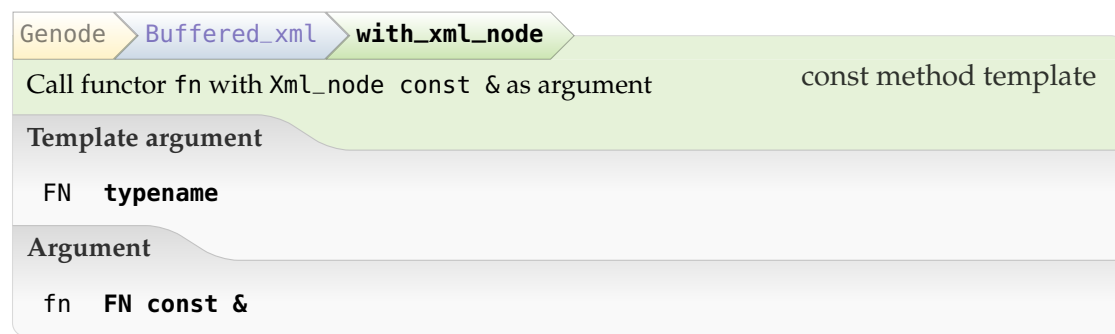 Genode Buffered_xml with_xml_node
Call functor fn with Xml_node const & as argument const method template
Template argument
FN typename
Argument
fn FN const &